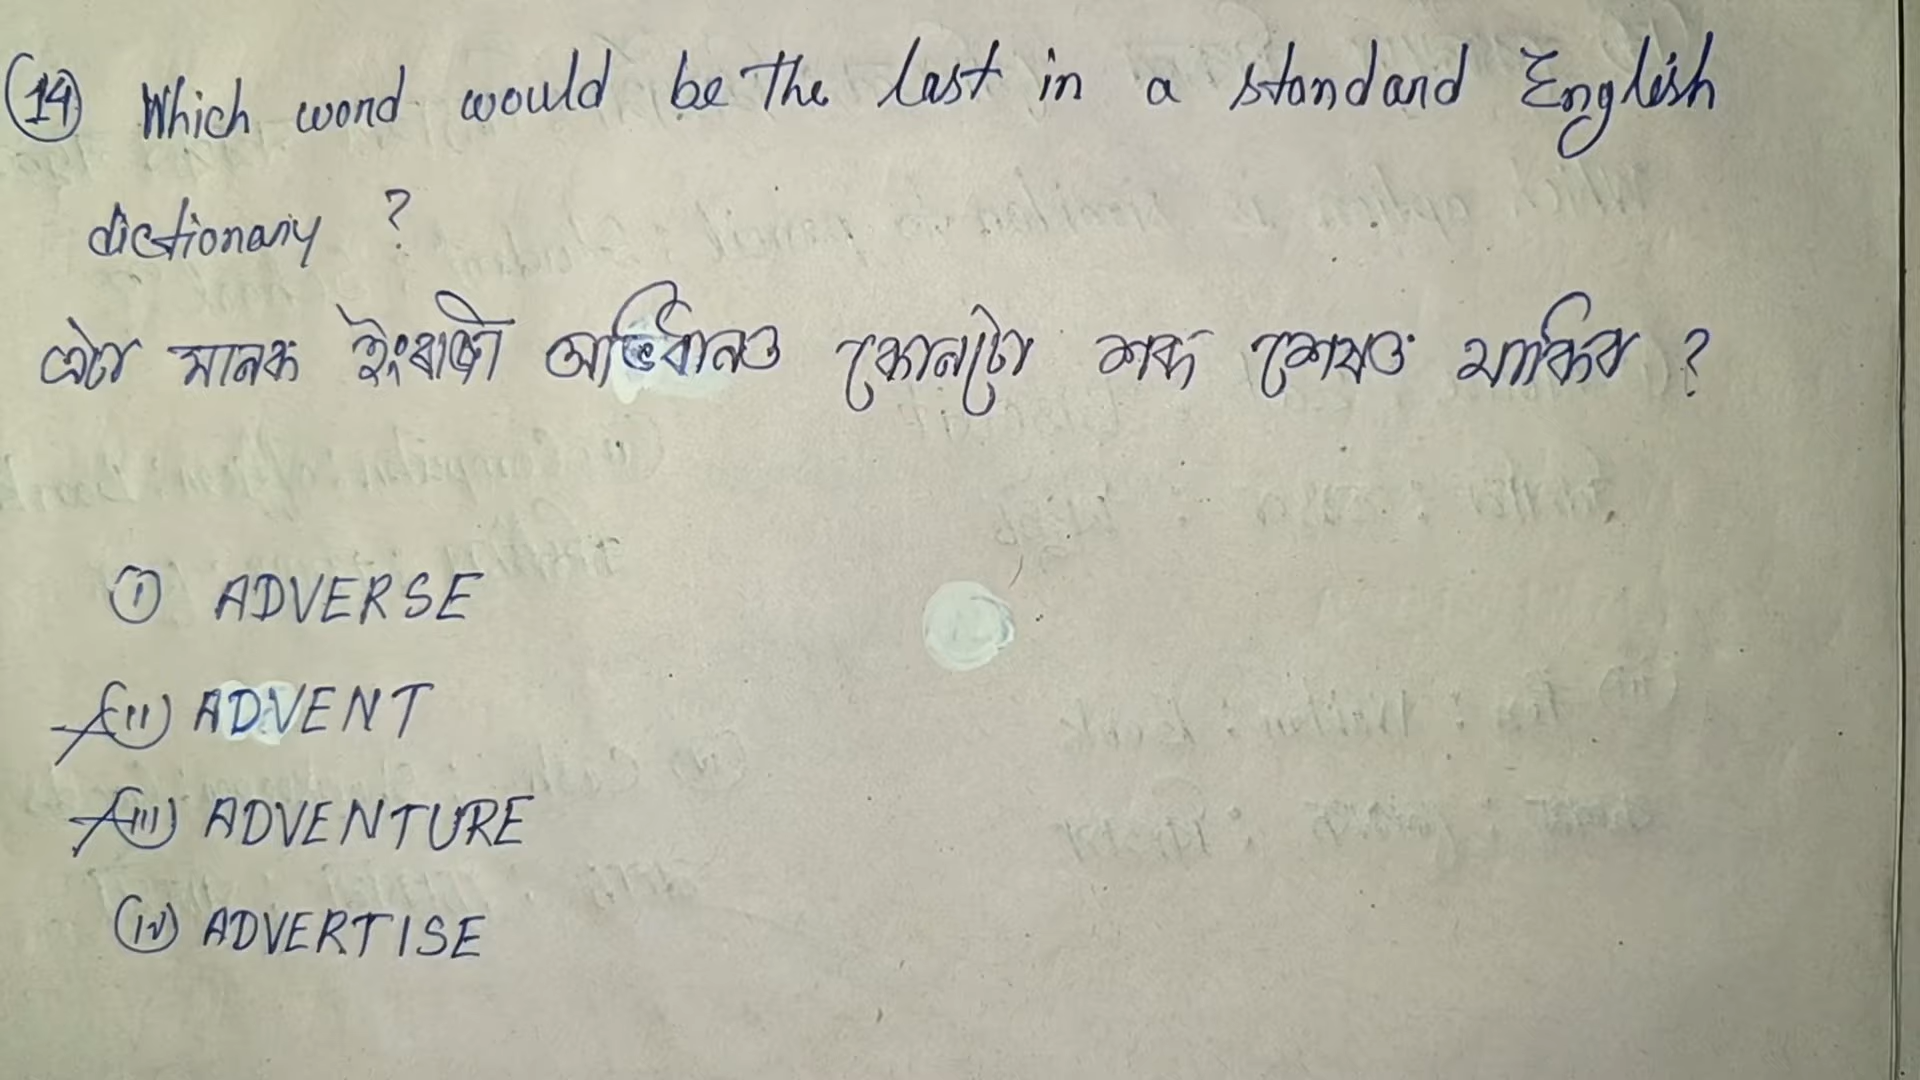 (14) Which word would be the last in a standard English
dictionary ?
এটা মানক ইংৰাজী অভিধানত কোনটো শব্দ শেষত থাকিব ?
(i) ADVERSE
(ii) ADVENT
(iii) ADVENTURE
(iv) ADVERTISE